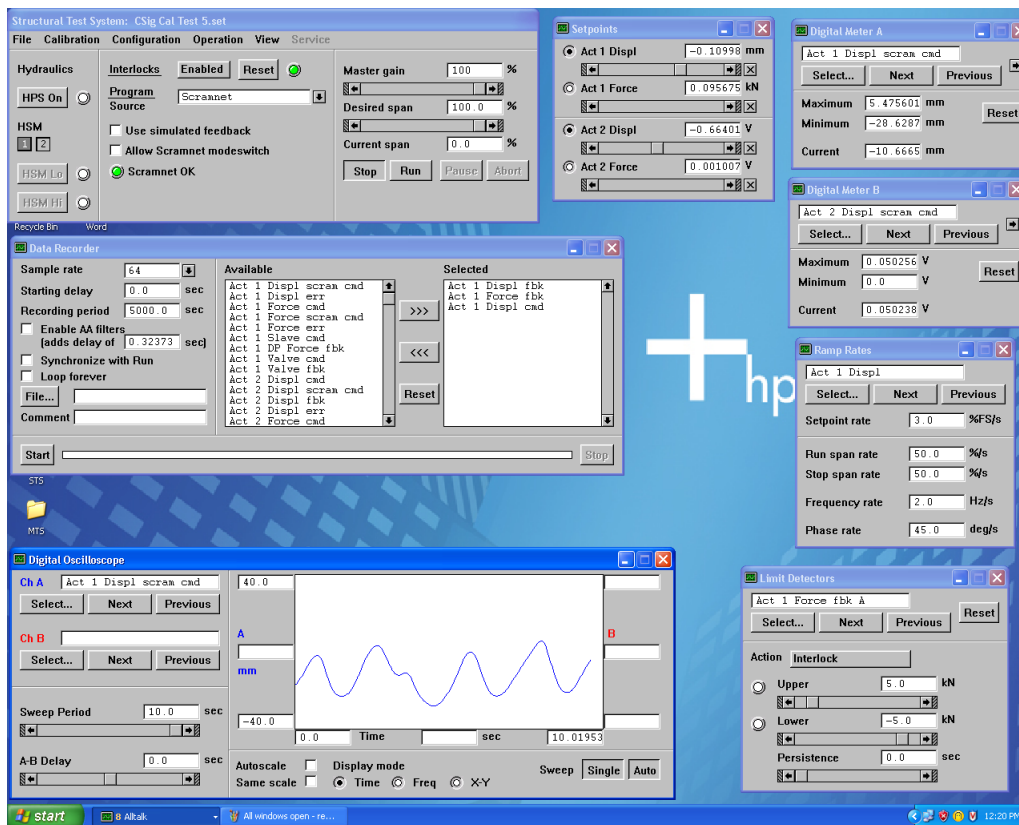 Structural Test System: CSig Cal Test 5.set
File Calibration Configuration Operation View Service
Hydraulics
HPS On
HSM
1 2
HSM Lo
HSM Hi
Interlocks Enabled Reset
Program Source Scramnet
Use simulated feedback
Allow Scramnet modeswitch
Scramnet OK
Master gain 100 %
Desired span 100.0 %
Current span 0.0 %
Stop Run Pause Abort
Setpoints
Act 1 Displ -0.10998 mm
Act 1 Force 0.095675 kN
Act 2 Displ -0.66401 V
Act 2 Force 0.001007 V
Digital Meter A
Act 1 Displ scram cmd
Select... Next Previous
Maximum 5.475601 mm
Minimum -28.6287 mm
Reset
Current -10.6665 mm
Digital Meter B
Act 2 Displ scram cmd
Select... Next Previous
Maximum 0.050256 V
Minimum 0.0 V
Reset
Current 0.050238 V
Recycle Bin Word
Data Recorder
Sample rate 64
Starting delay 0.0 sec
Recording period 5000.0 sec
Enable AA filters
(adds delay of 0.32373 sec)
Synchronize with Run
Loop forever
File...
Comment
Available
Act 1 Displ scram cmd
Act 1 Displ err
Act 1 Force cmd
Act 1 Force scram cmd
Act 1 Force err
Act 1 Slave cmd
Act 1 DP Force fbk
Act 1 Valve cmd
Act 1 Valve fbk
Act 2 Displ cmd
Act 2 Displ scram cmd
Act 2 Displ fbk
Act 2 Displ err
Act 2 Force cmd
>>>
<<<
Reset
Selected
Act 1 Displ fbk
Act 1 Force fbk
Act 1 Displ cmd
Start Stop
hp
Ramp Rates
Act 1 Displ
Select... Next Previous
Setpoint rate 3.0 %FS/s
Run span rate 50.0 %/s
Stop span rate 50.0 %/s
Frequency rate 2.0 Hz/s
Phase rate 45.0 deg/s
STS
MTS
Digital Oscilloscope
Ch A Act 1 Displ scram cmd
Select... Next Previous
Ch B
Select... Next Previous
Sweep Period 10.0 sec
A-B Delay 0.0 sec
40.0
A
mm
-40.0
B
0.0 Time sec 10.01953
Autoscale
Same scale
Display mode
Time Freq X-Y
Sweep Single Auto
Limit Detectors
Act 1 Force fbk A
Select... Next Previous
Reset
Action Interlock
Upper 5.0 kN
Lower -5.0 kN
Persistence 0.0 sec
start
8 Alltalk
All windows open - re...
12:20 PM